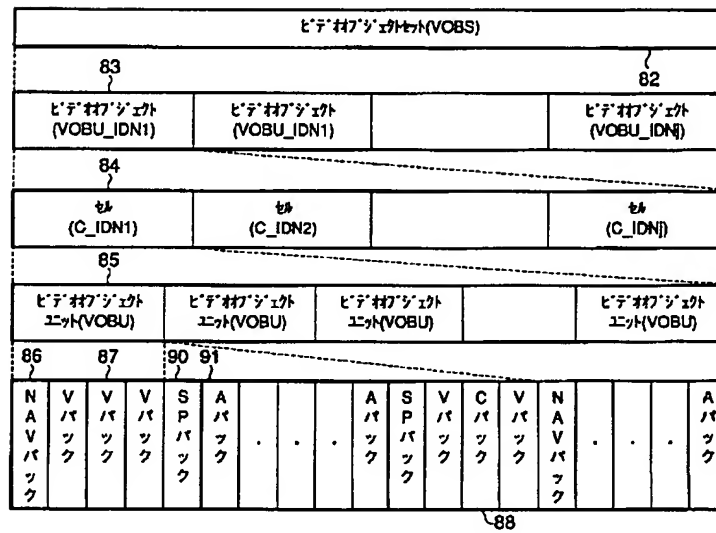 ビデオオブジェクトセット(VOBS)
83
82
ビデオオブジェクト
(VOBU_IDN1)
ビデオオブジェクト
(VOBU_IDN1)
ビデオオブジェクト
(VOBU_IDNj)
84
セル
(C_IDN1)
セル
(C_IDN2)
セル
(C_IDNj)
85
ビデオオブジェクト
ユニット(VOBU)
ビデオオブジェクト
ユニット(VOBU)
ビデオオブジェクト
ユニット(VOBU)
ビデオオブジェクト
ユニット(VOBU)
86
87
90
91
NAVパック
Vパック
Vパック
Vパック
SPパック
Aパック
・
・
・
Aパック
SPパック
Vパック
Cパック
Vパック
NAVパック
・
・
・
Aパック
88